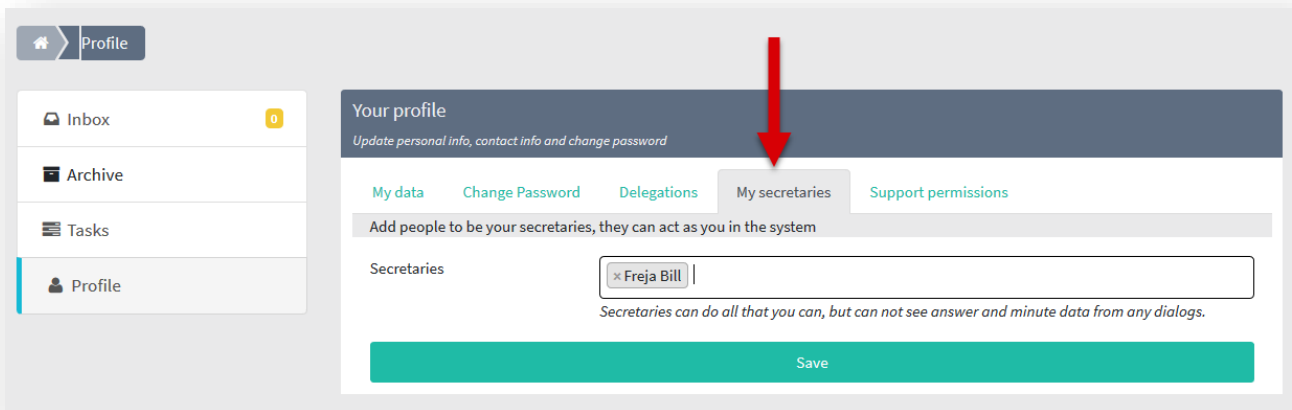 Profile
Inbox 0
Archive
Tasks
Profile
Your profile
Update personal info, contact info and change password
My data Change Password Delegations My secretaries Support permissions
Add people to be your secretaries, they can act as you in the system
Secretaries ×Freja Bill
Secretaries can do all that you can, but can not see answer and minute data from any dialogs.
Save